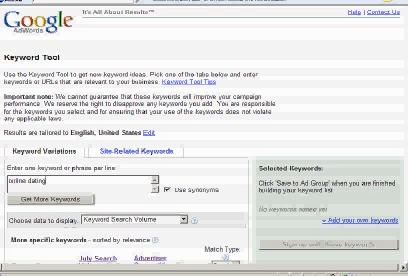 Google
AdWords
It's All About Results™
Help | Contact Us
Keyword Tool
Use the Keyword Tool to get new keyword ideas. Pick one of the tabs below and enter
keywords or URLs that are relevant to your business. Keyword Tool Tips
Important note: We cannot guarantee that these keywords will improve your campaign
performance. We reserve the right to disapprove any keywords you add. You are responsible
for the keywords you select and for ensuring that your use of the keywords does not violate
any applicable laws.
Results are tailored to English, United States Edit
Keyword Variations
Site-Related Keywords
Enter one keyword or phrase per line:
online dating
Use synonyms
Get More Keywords
Choose data to display: Keyword Search Volume
More specific keywords - sorted by relevance
Match Type:
July Search
Advertiser
Selected Keywords:
Click 'Save to Ad Group' when you are finished
building your keyword list
No keywords added yet
+ Add your own keywords